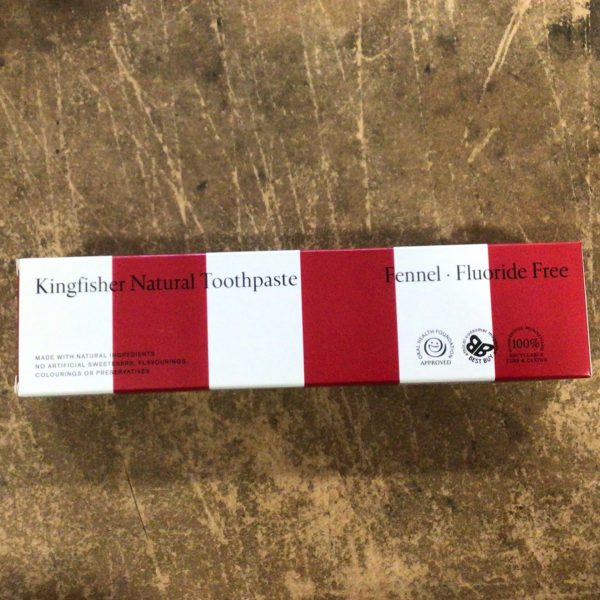 Kingfisher Natural Toothpaste
Fennel · Fluoride Free
MADE WITH NATURAL INGREDIENTS
NO ARTIFICIAL SWEETENERS, FLAVOURINGS,
COLOURINGS OR PRESERVATIVES
ORAL HEALTH FOUNDATION
APPROVED
BEST BUY
100%
RECYCLABLE
TUBE & CARTON